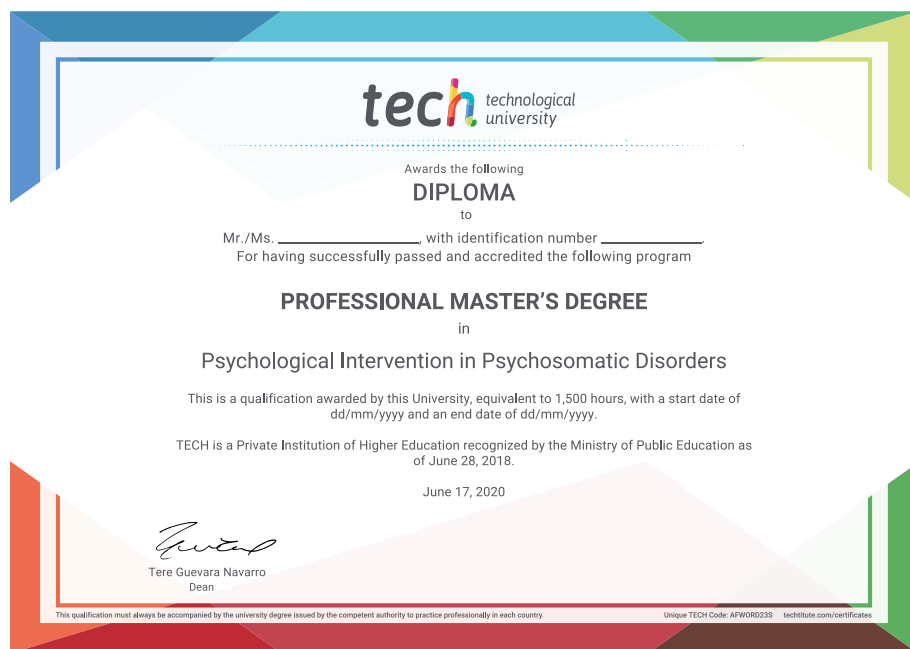 tech technological
university
Awards the following
DIPLOMA
to
Mr./Ms. ____________________, with identification number ______________.
For having successfully passed and accredited the following program
PROFESSIONAL MASTER'S DEGREE
in
Psychological Intervention in Psychosomatic Disorders
This is a qualification awarded by this University, equivalent to 1,500 hours, with a start date of
dd/mm/yyyy and an end date of dd/mm/yyyy.
TECH is a Private Institution of Higher Education recognized by the Ministry of Public Education as
of June 28, 2018.
June 17, 2020
Tere Guevara Navarro
Dean
This qualification must always be accompanied by the university degree issued by the competent authority to practice professionally in each country.
Unique TECH Code: AFWORD23S techtitute.com/certificates